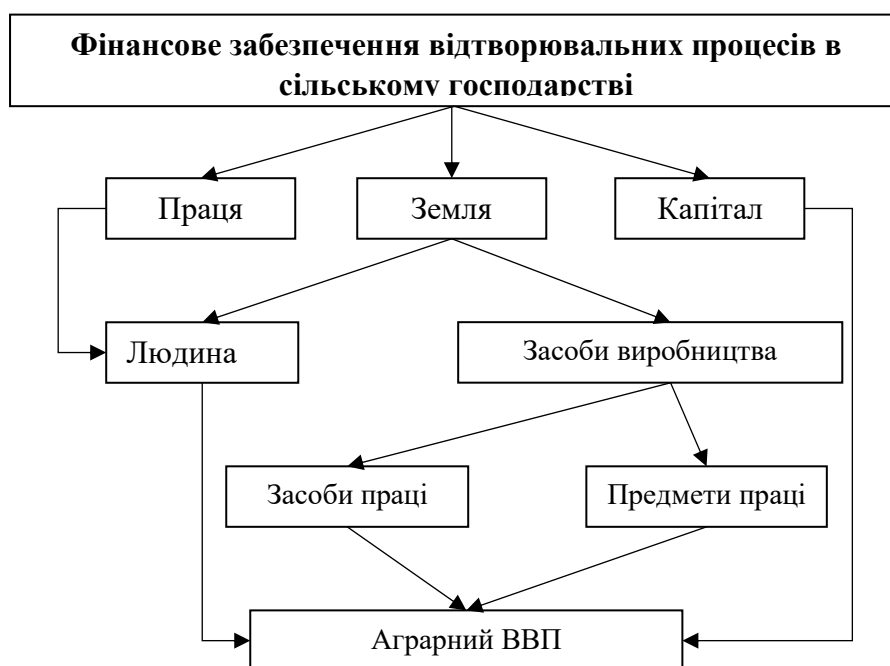 Фінансове забезпечення відтворювальних процесів в
сільському господарстві
Праця
Земля
Капітал
Людина
Засоби виробництва
Засоби праці
Предмети праці
Аграрний ВВП